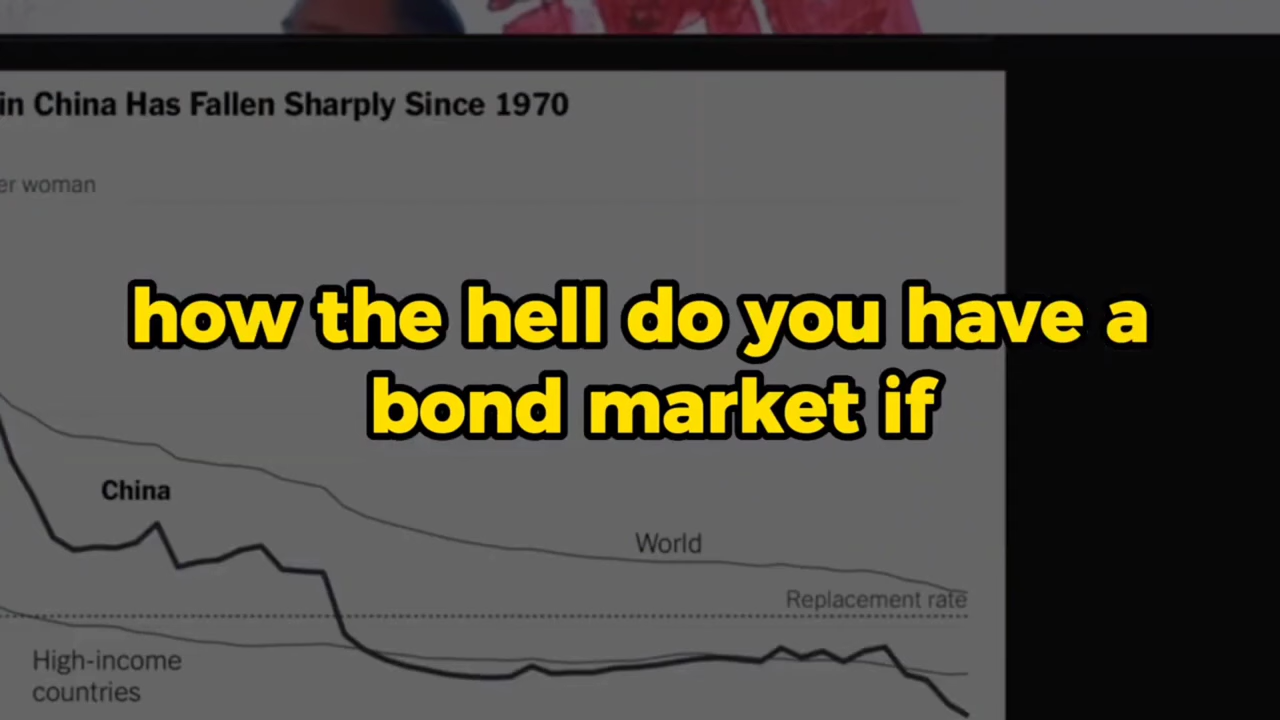 in China Has Fallen Sharply Since 1970
er woman
how the hell do you have a
bond market if
China
World
Replacement rate
High-income
countries